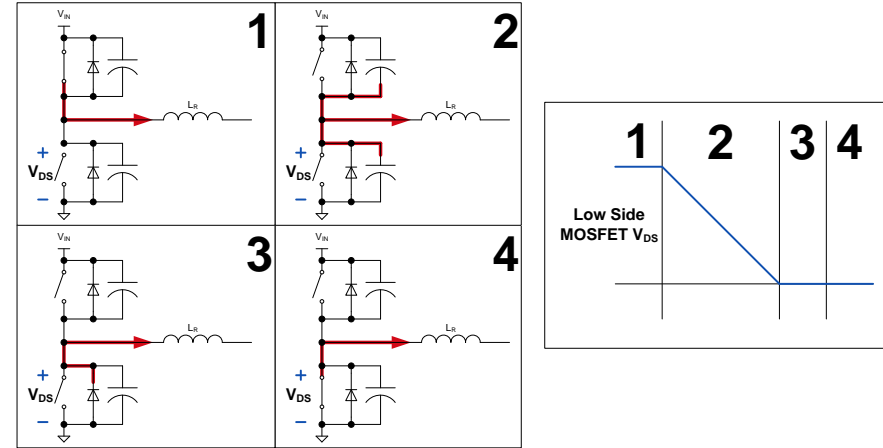 V_IN
1
L_R
+
V_DS
–
V_IN
2
L_R
+
V_DS
–
V_IN
3
L_R
+
V_DS
–
V_IN
4
L_R
+
V_DS
–
1 2 3 4
Low Side
MOSFET V_DS